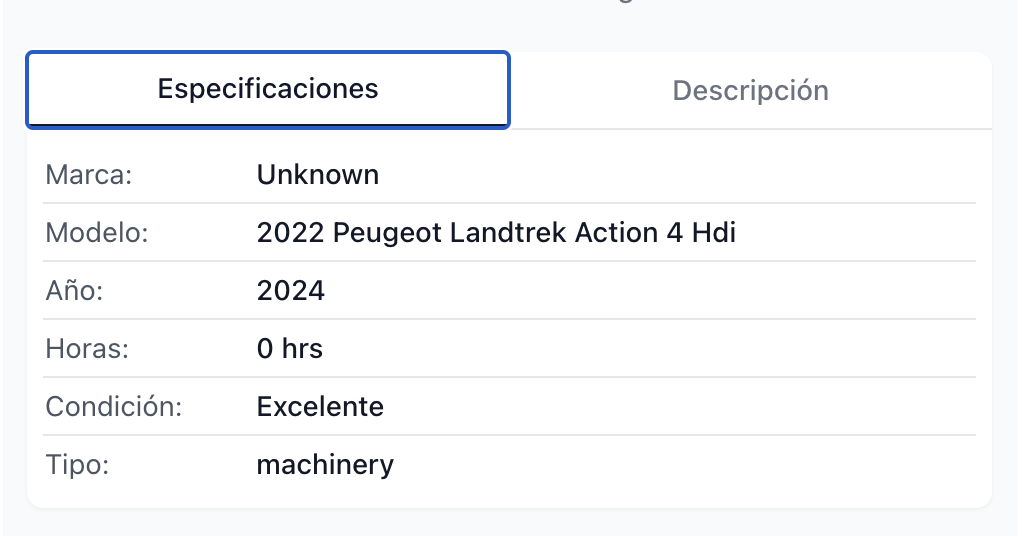 Especificaciones
Descripción
Marca: Unknown
Modelo: 2022 Peugeot Landtrek Action 4 Hdi
Año: 2024
Horas: 0 hrs
Condición: Excelente
Tipo: machinery